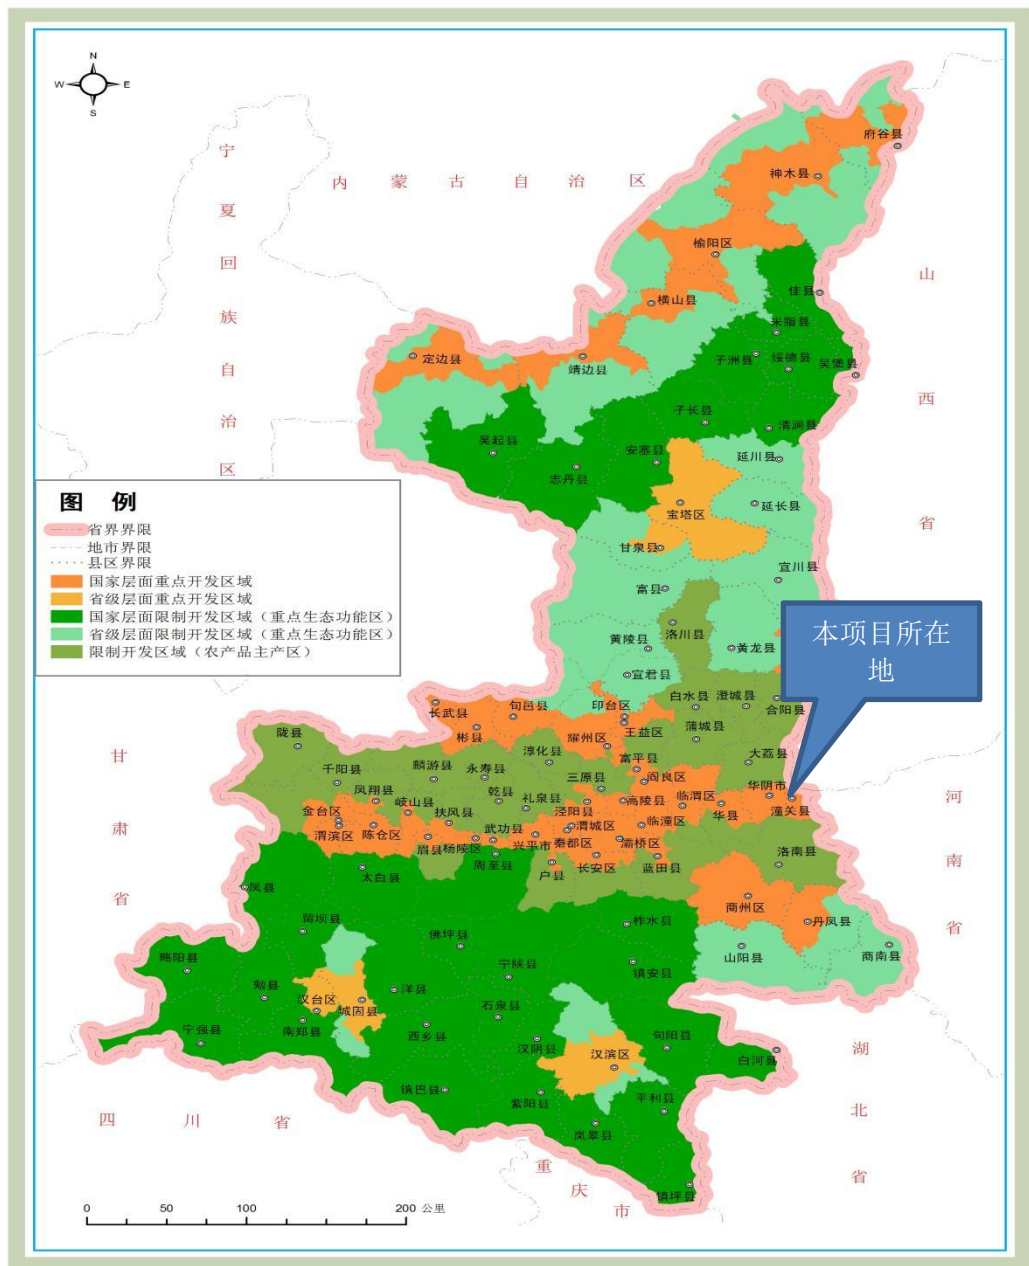 N
W
E
S
宁夏回族自治区
内蒙古自治区
山西省
河南省
湖北省
重庆市
四川省
甘肃省
府谷县
神木县
榆阳区
佳县
横山县
米脂县
子洲县
绥德县
吴堡县
定边县
靖边县
子长县
清涧县
吴起县
安塞县
志丹县
延川县
宝塔区
延长县
甘泉县
宜川县
富县
洛川县
黄陵县
黄龙县
宜君县
图 例
省界界限
地市界限
县区界限
国家层面重点开发区域
省级层面重点开发区域
国家层面限制开发区域（重点生态功能区）
省级层面限制开发区域（重点生态功能区）
限制开发区域（农产品主产区）
本项目所在
地
长武县
旬邑县
印台区
白水县
澄城县
合阳县
彬县
耀州区
王益区
蒲城县
陇县
淳化县
富平县
大荔县
千阳县
麟游县
永寿县
三原县
阎良区
凤翔县
岐山县
乾县
礼泉县
泾阳县
高陵县
临渭区
华阴市
华县
潼关县
金台区
扶风县
渭滨区
陈仓区
武功县
兴平市
渭城区
临潼区
眉县
杨陵区
秦都区
灞桥区
周至县
户县
长安区
蓝田县
洛南县
太白县
凤县
商州区
丹凤县
留坝县
柞水县
佛坪县
山阳县
商南县
略阳县
宁陕县
镇安县
勉县
汉台区
城固县
洋县
石泉县
宁强县
南郑县
西乡县
汉阴县
汉滨区
旬阳县
白河县
镇巴县
紫阳县
平利县
岚皋县
镇坪县
0 50 100 200 公里